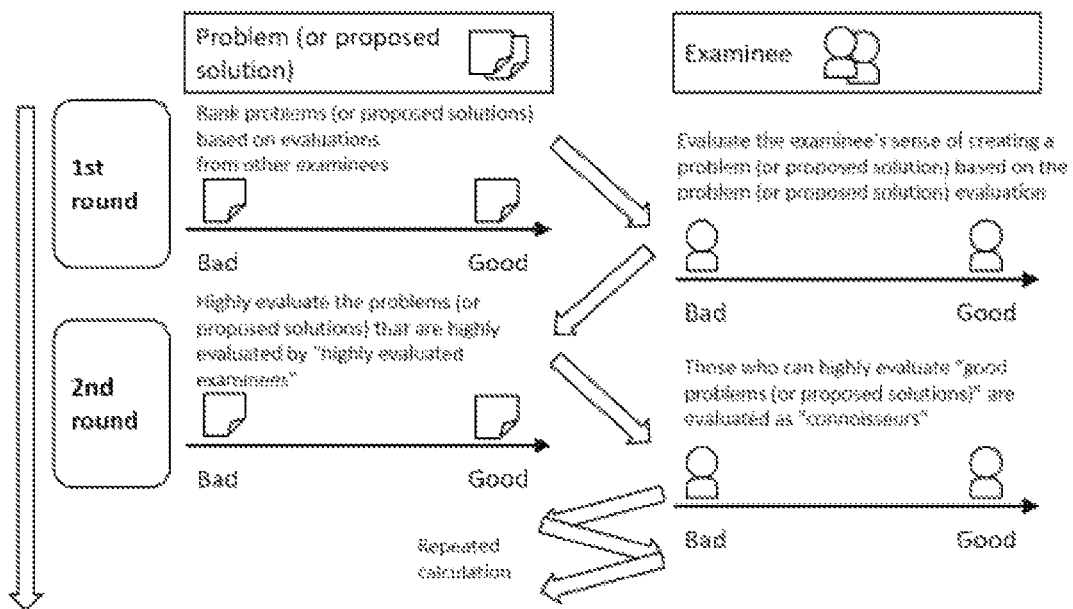 Problem (or proposed
solution)
Examinee
1st
round
Rank problems (or proposed solutions)
based on evaluations
from other examinees
Bad
Good
Evaluate the examinee's sense of creating a
problem (or proposed solution) based on the
problem (or proposed solution) evaluation
Bad
Good
2nd
round
Highly evaluate the problems (or
proposed solutions) that are highly
evaluated by "highly evaluated
examinees"
Bad
Good
Those who can highly evaluate "good
problems (or proposed solutions)" are
evaluated as "connoisseurs"
Bad
Good
Repeated
calculation